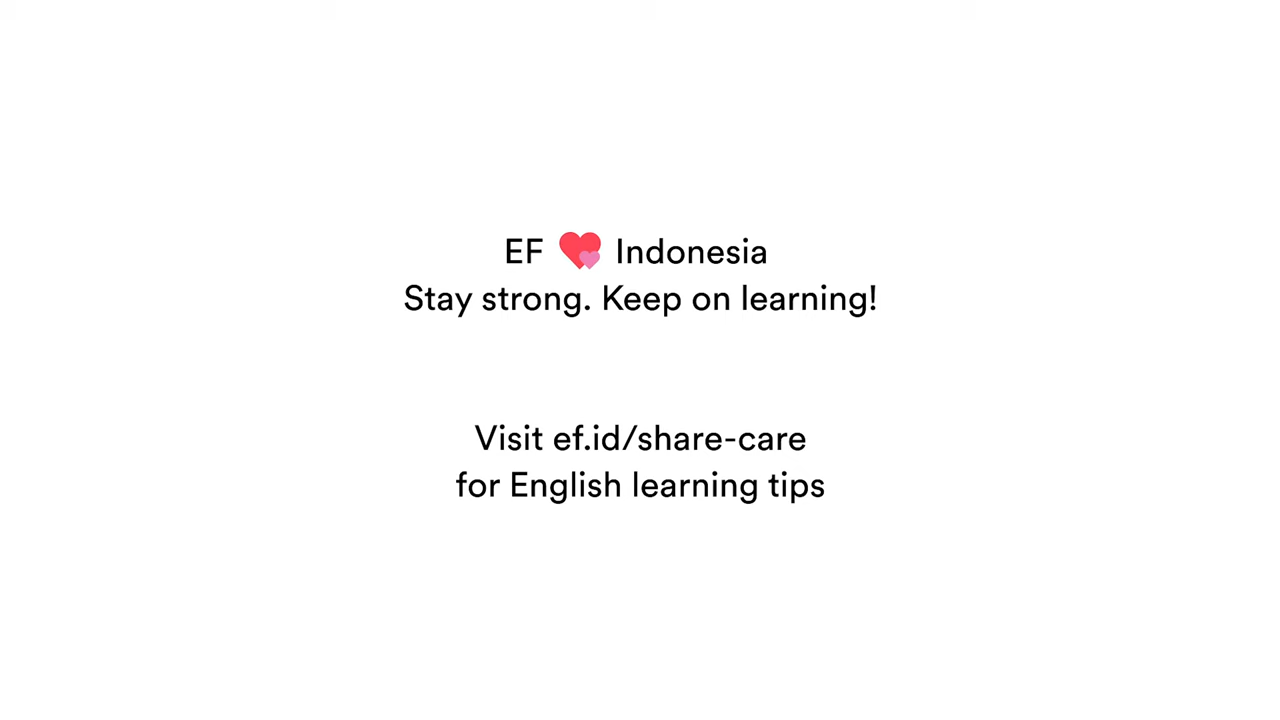 EF Indonesia
Stay strong. Keep on learning!
Visit ef.id/share-care
for English learning tips